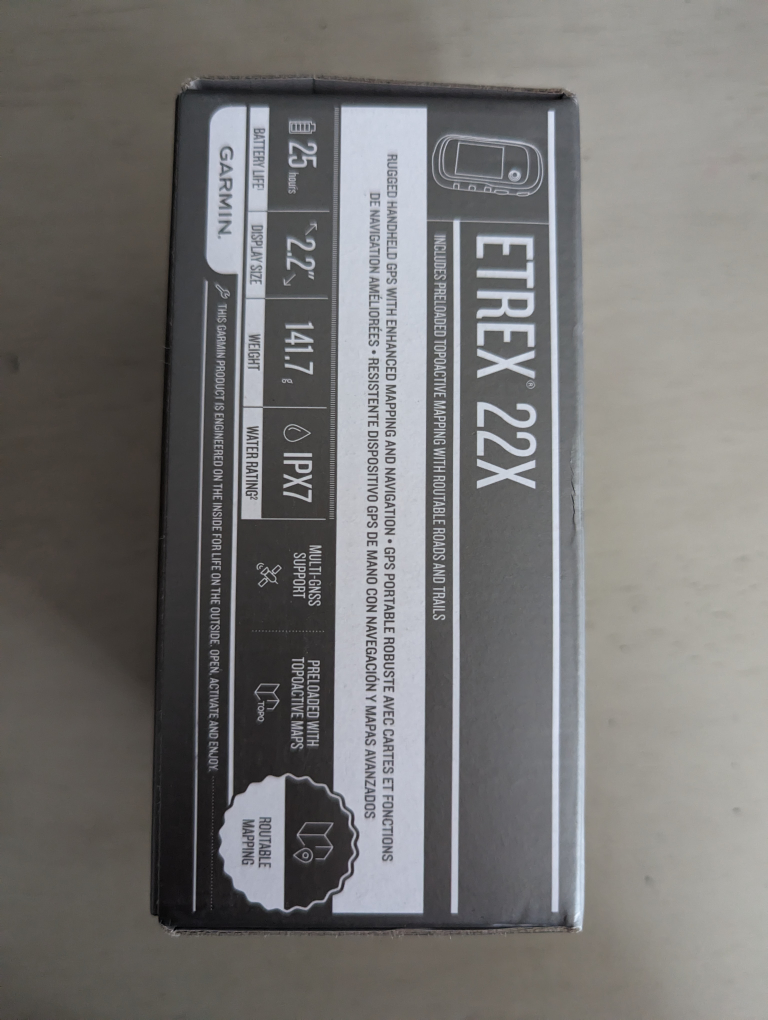 ETREX® 22X
INCLUDES PRELOADED TOPOACTIVE MAPPING WITH ROUTABLE ROADS AND TRAILS
RUGGED HANDHELD GPS WITH ENHANCED MAPPING AND NAVIGATION • GPS PORTABLE ROBUSTE AVEC CARTES ET FONCTIONS
DE NAVIGATION AMÉLIORÉES • RESISTENTE DISPOSITIVO GPS DE MANO CON NAVEGACIÓN Y MAPAS AVANZADOS
25 hours
BATTERY LIFE¹
2.2"
DISPLAY SIZE
141.7 g
WEIGHT
IPX7
WATER RATING²
MULTI-GNSS
SUPPORT
PRELOADED WITH
TOPOACTIVE MAPS
TOPO
ROUTABLE
MAPPING
GARMIN.
THIS GARMIN PRODUCT IS ENGINEERED ON THE INSIDE FOR LIFE ON THE OUTSIDE. OPEN, ACTIVATE AND ENJOY.